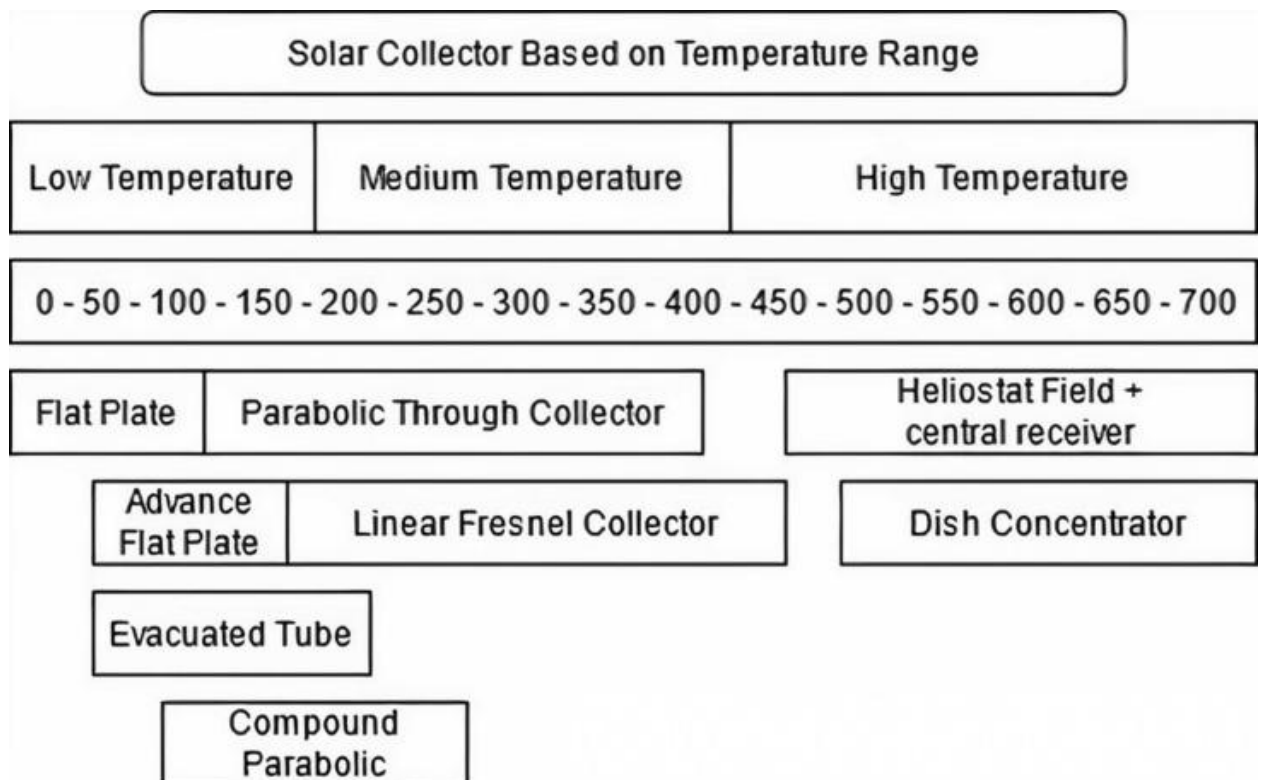 Solar Collector Based on Temperature Range
Low Temperature
Medium Temperature
High Temperature
0 - 50 - 100 - 150 - 200 - 250 - 300 - 350 - 400 - 450 - 500 - 550 - 600 - 650 - 700
Flat Plate
Parabolic Through Collector
Heliostat Field +
central receiver
Advance
Flat Plate
Linear Fresnel Collector
Dish Concentrator
Evacuated Tube
Compound
Parabolic